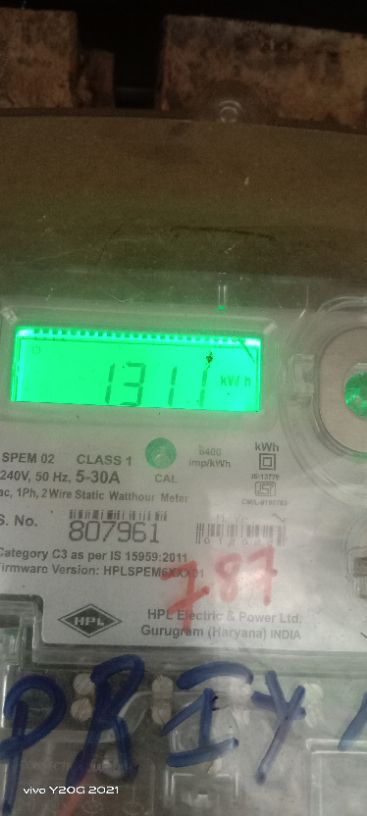 1311 kWh
SPEM 02 CLASS 1
6400
imp/kWh
kWh
240V, 50 Hz, 5-30A
CAL
ac, 1Ph, 2 Wire Static Watthour Meter
S. No.
807961
Category C3 as per IS 15959:2011
Firmware Version:
787
HPL
HPL Electric & Power Ltd.
Gurugram (Haryana) INDIA
PRIY
vivo Y20G 2021